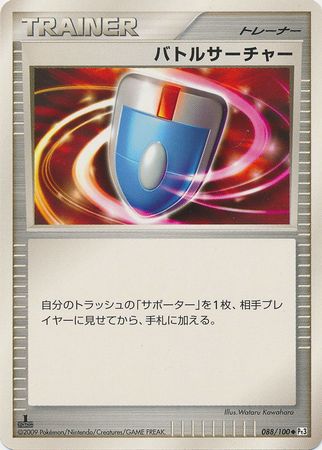 TRAINER
トレーナー
バトルサーチャー
自分のトラッシュの「サポーター」を1枚、相手プレ
イヤーに見せてから、手札に加える。
Illus. Wataru Kawahara
1
EDITION
©2009 Pokémon/Nintendo/Creatures/GAME FREAK.
088/100 ◆ Pt3